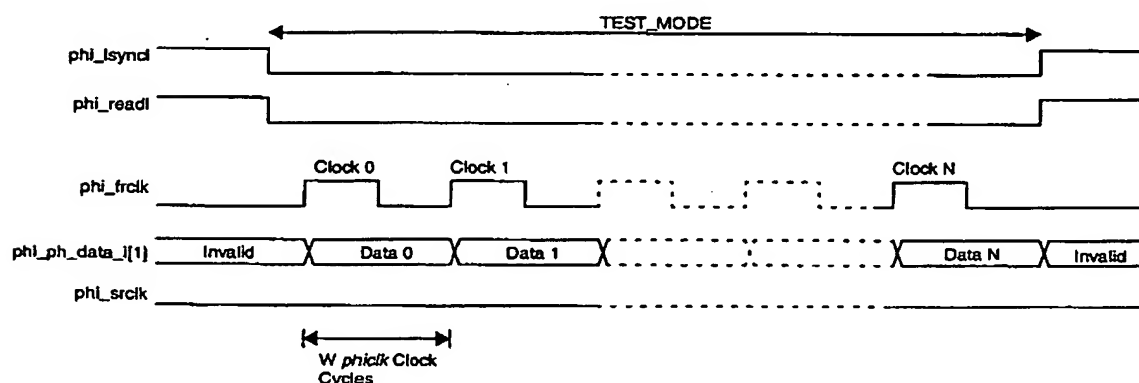 TEST_MODE
phi_lsyncl
phi_readl
Clock 0 Clock 1 Clock N
phi_frclk
phi_ph_data_i[1] Invalid Data 0 Data 1 Data N Invalid
phi_srclk
W phiclk Clock
Cycles